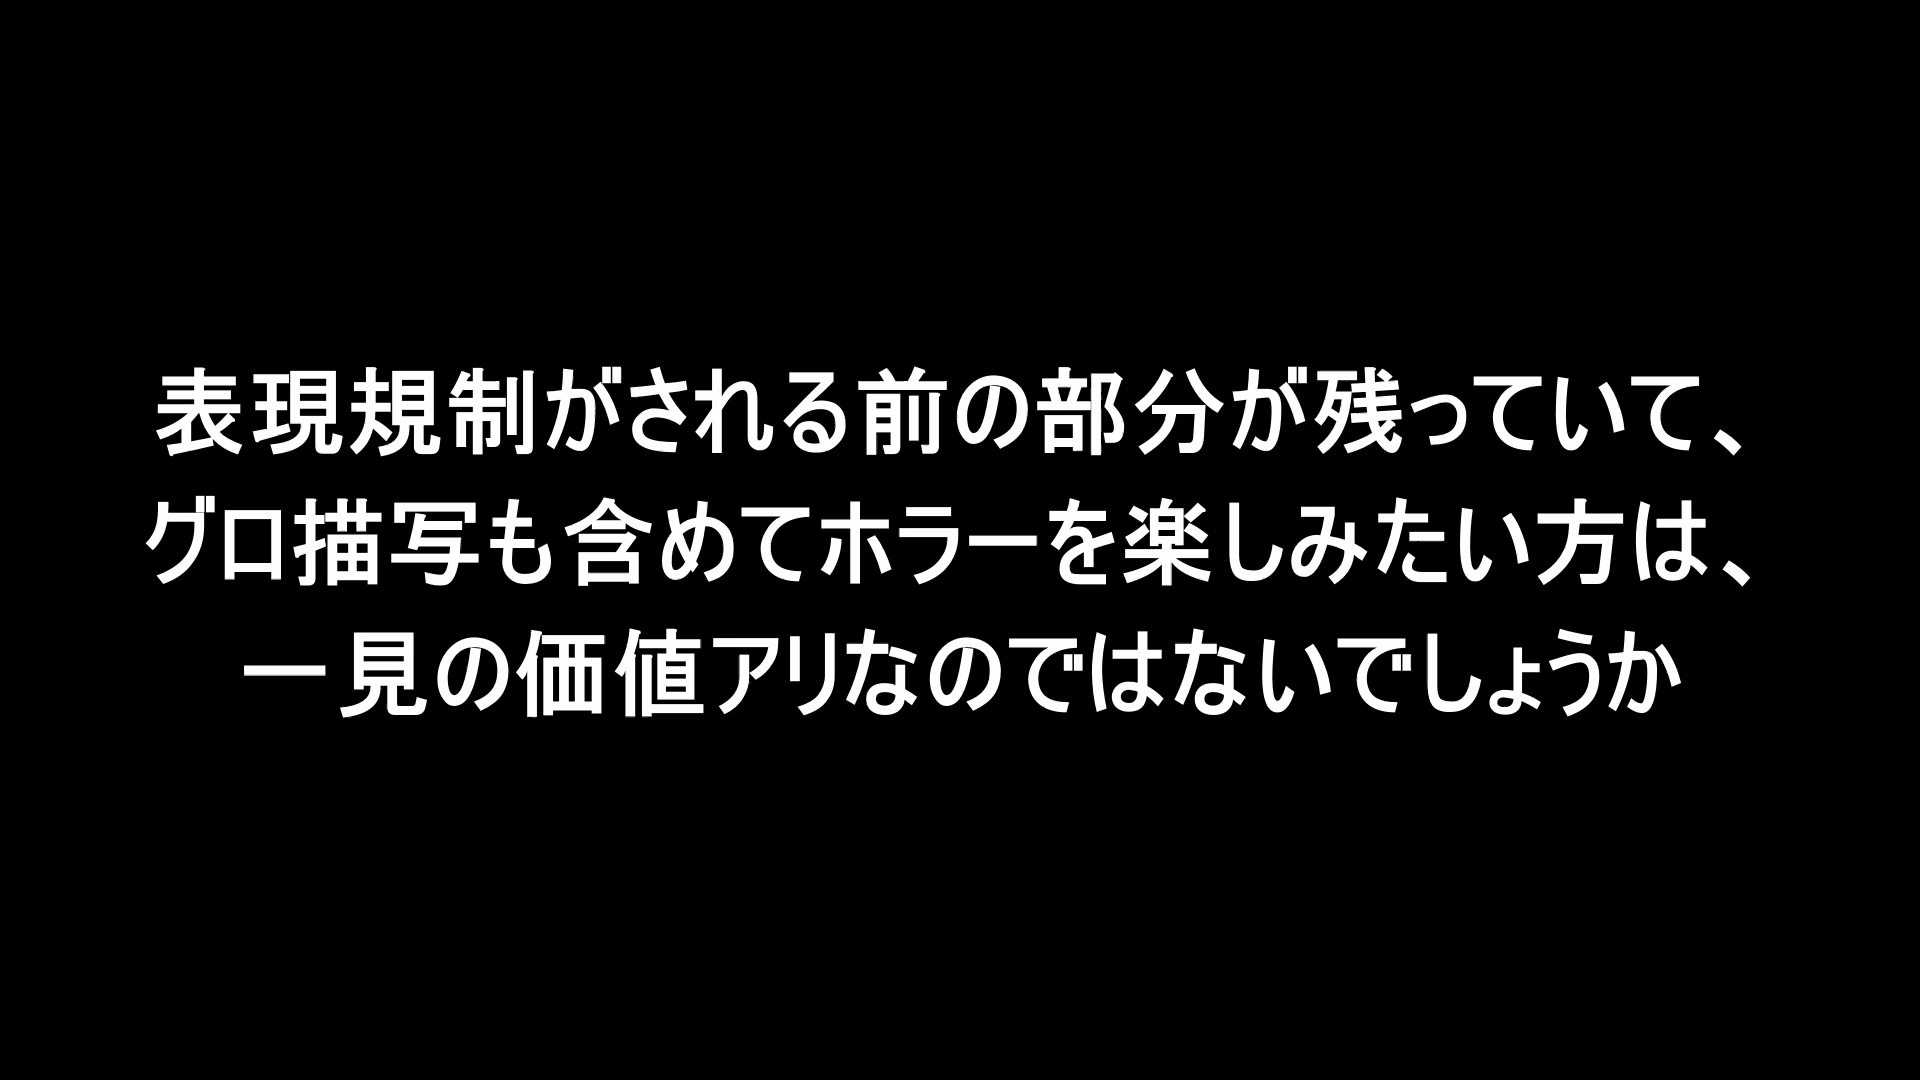 表現規制がされる前の部分が残っていて、
グロ描写も含めてホラーを楽しみたい方は、
一見の価値アリなのではないでしょうか